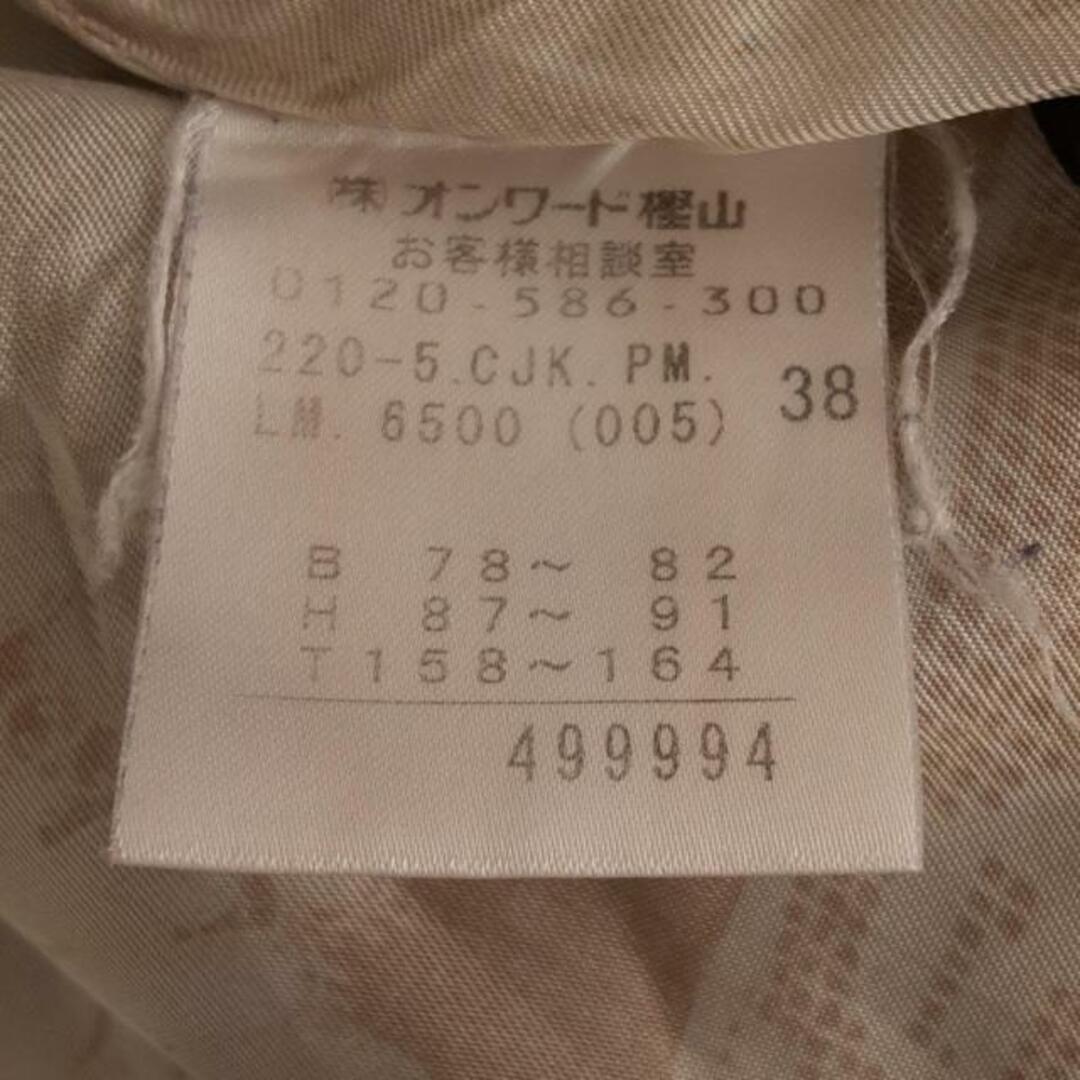 ㈱オンワード樫山
お客様相談室
0120-586-300
220-5.CJK.PM.
LM. 6500 (005) 38
B 78～ 82
H 87～ 91
T158～164
499994